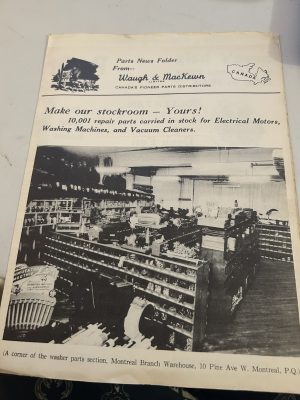 Parts News Folder
From—
Waugh & MacKewn
LIMITED
CANADA'S PIONEER PARTS DISTRIBUTORS
CANADA
Make our stockroom — Yours!
10,001 repair parts carried in stock for Electrical Motors,
Washing Machines, and Vacuum Cleaners.
(A corner of the washer parts section, Montreal Branch Warehouse, 10 Pine Ave W. Montreal, P.Q.)